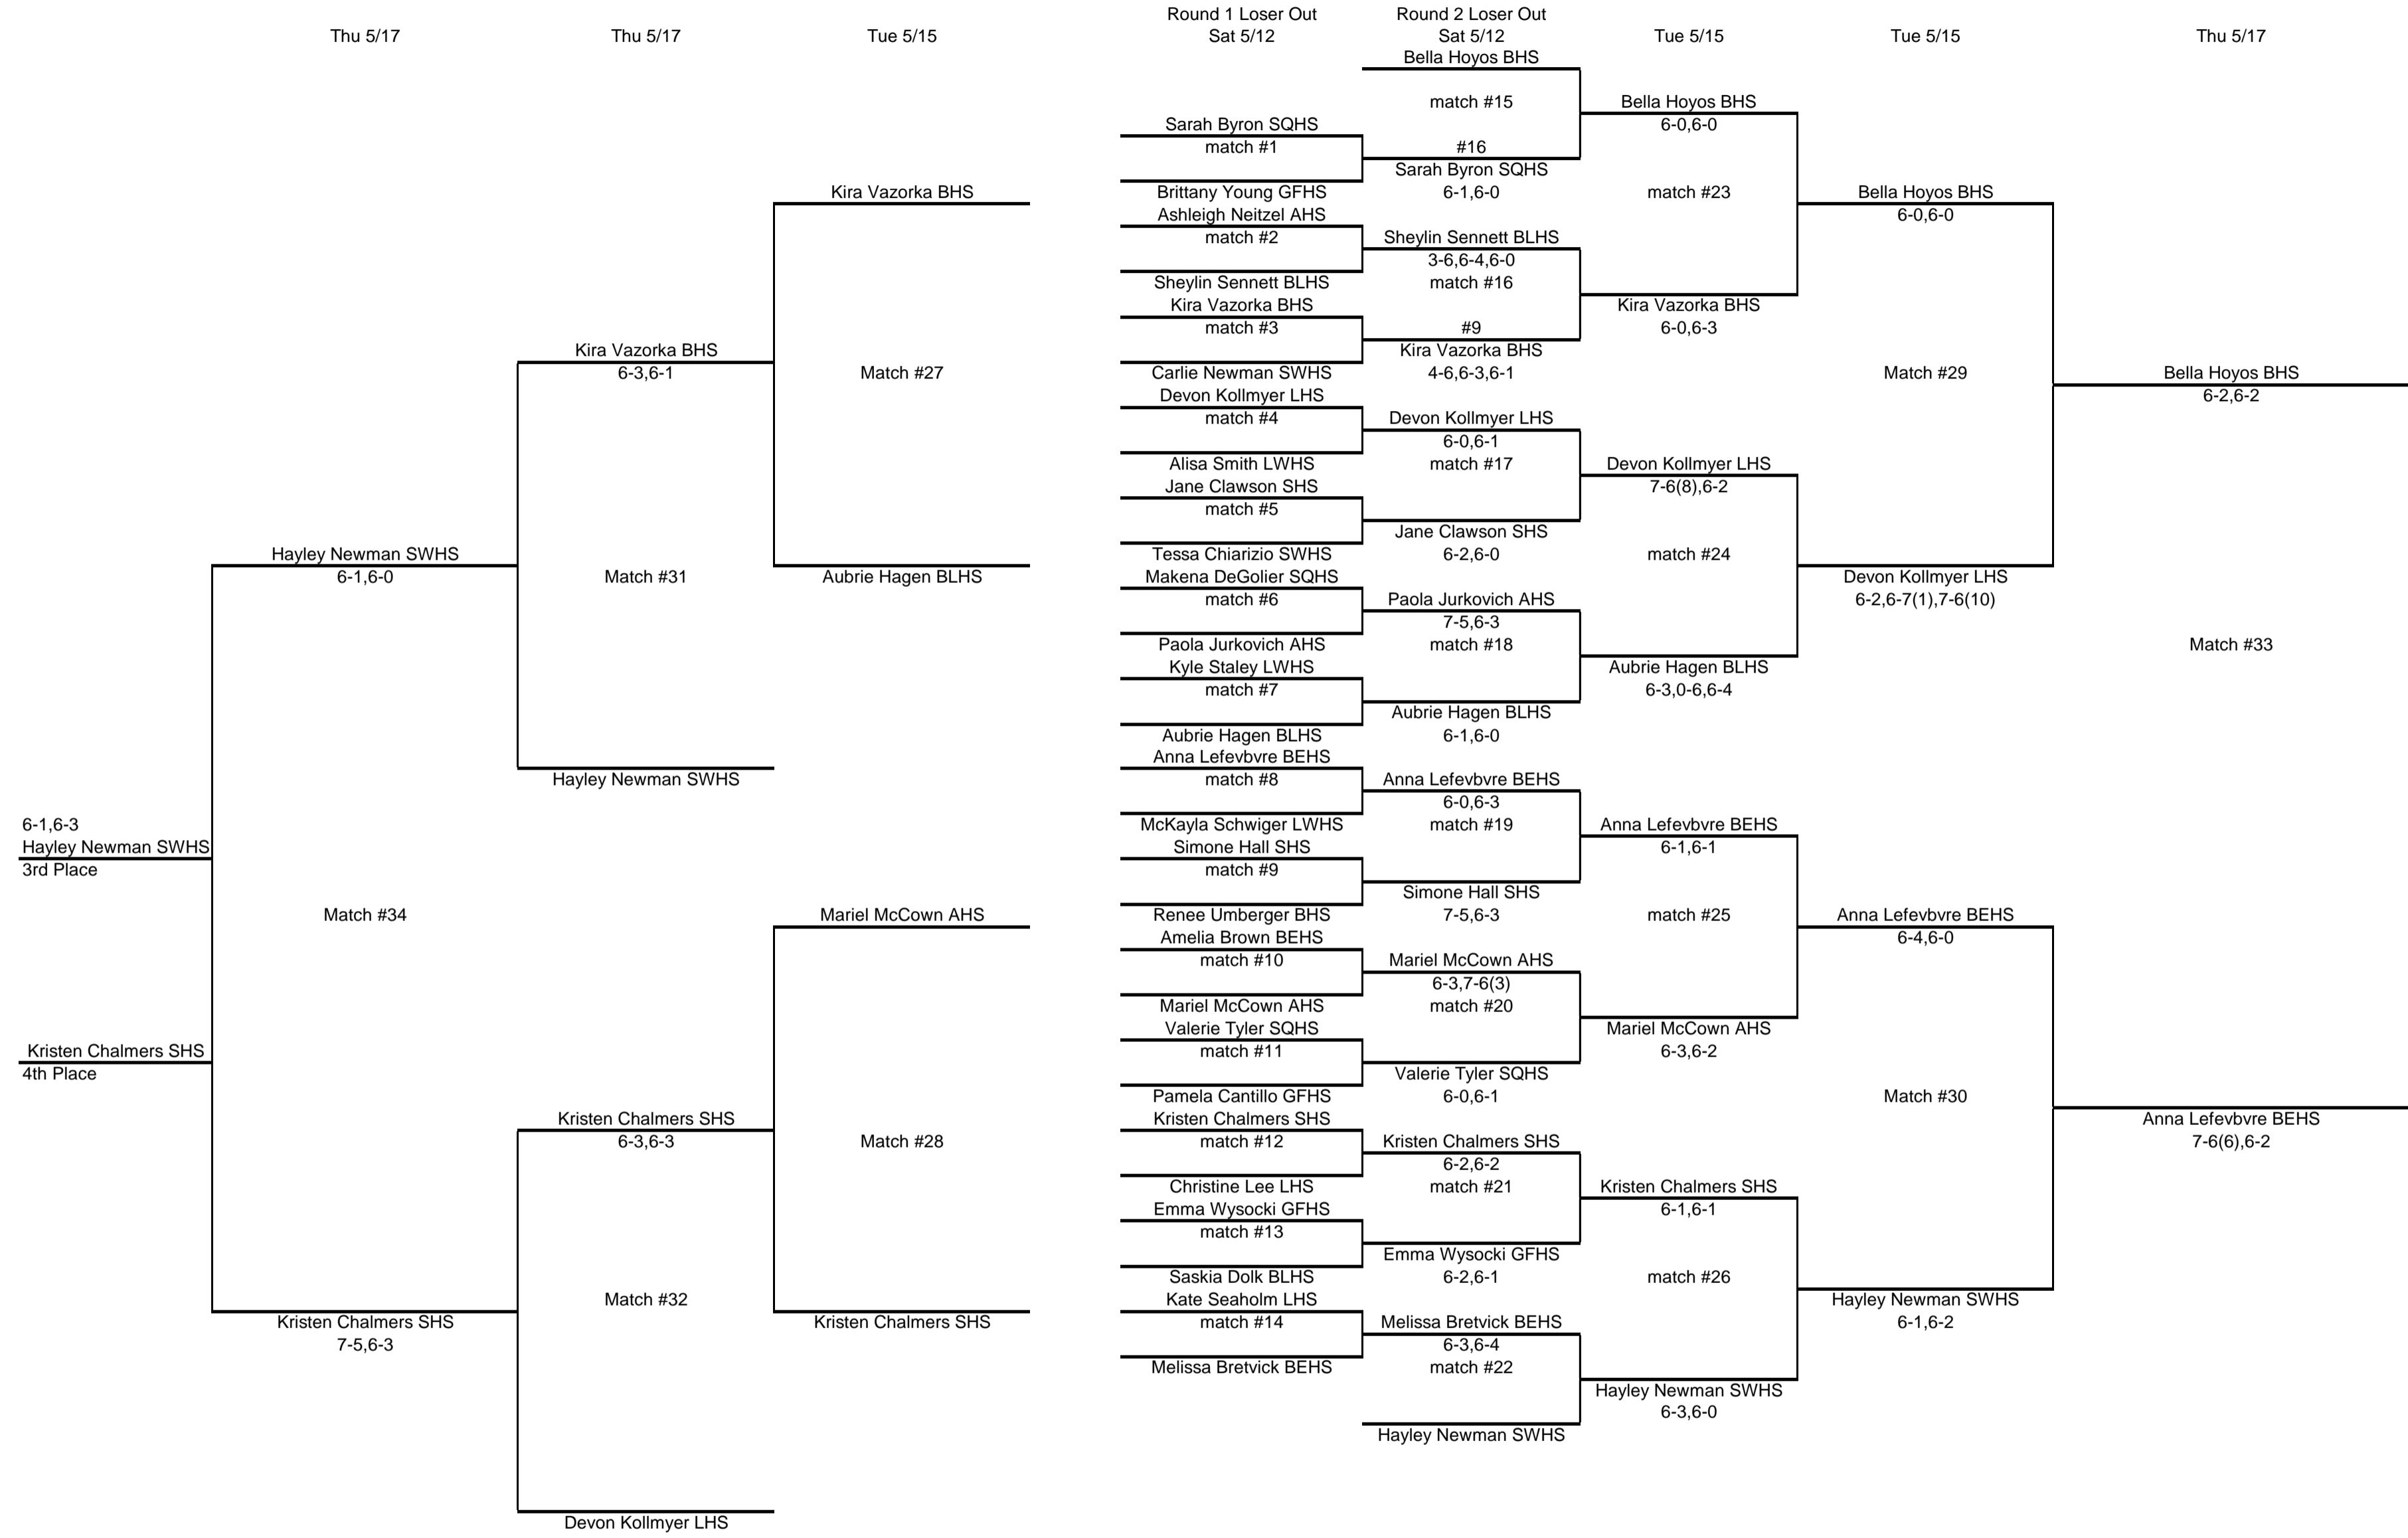 Round 1 Loser Out
Round 2 Loser Out
Thu 5/17
Thu 5/17
Tue 5/15
Sat 5/12
Sat 5/12
Tue 5/15
Tue 5/15
Thu 5/17
Bella Hoyos BHS
match #15
Bella Hoyos BHS
6-0,6-0
Sarah Byron SQHS
match #1
#16
Sarah Byron SQHS
Brittany Young GFHS
6-1,6-0
match #23
Kira Vazorka BHS
Bella Hoyos BHS
6-0,6-0
Ashleigh Neitzel AHS
match #2
Sheylin Sennett BLHS
3-6,6-4,6-0
Sheylin Sennett BLHS
match #16
Kira Vazorka BHS
Kira Vazorka BHS
match #3
#9
6-0,6-3
Kira Vazorka BHS
Kira Vazorka BHS
6-3,6-1
Match #27
Carlie Newman SWHS
4-6,6-3,6-1
Match #29
Bella Hoyos BHS
6-2,6-2
Devon Kollmyer LHS
match #4
Devon Kollmyer LHS
6-0,6-1
Alisa Smith LWHS
match #17
Devon Kollmyer LHS
7-6(8),6-2
Jane Clawson SHS
match #5
Jane Clawson SHS
Tessa Chiarizio SWHS
6-2,6-0
match #24
Hayley Newman SWHS
6-1,6-0
Match #31
Aubrie Hagen BLHS
Makena DeGolier SQHS
Devon Kollmyer LHS
6-2,6-7(1),7-6(10)
match #6
Paola Jurkovich AHS
7-5,6-3
Paola Jurkovich AHS
match #18
Match #33
Kyle Staley LWHS
Aubrie Hagen BLHS
match #7
6-3,0-6,6-4
Aubrie Hagen BLHS
Aubrie Hagen BLHS
6-1,6-0
Anna Lefevbvre BEHS
match #8
Anna Lefevbvre BEHS
6-0,6-3
Hayley Newman SWHS
McKayla Schwiger LWHS
match #19
Anna Lefevbvre BEHS
6-1,6-1
6-1,6-3
Hayley Newman SWHS
3rd Place
Simone Hall SHS
match #9
Simone Hall SHS
Renee Umberger BHS
7-5,6-3
match #25
Match #34
Mariel McCown AHS
Anna Lefevbvre BEHS
6-4,6-0
Amelia Brown BEHS
match #10
Mariel McCown AHS
6-3,7-6(3)
Mariel McCown AHS
match #20
Valerie Tyler SQHS
Mariel McCown AHS
match #11
6-3,6-2
Kristen Chalmers SHS
4th Place
Valerie Tyler SQHS
Pamela Cantillo GFHS
6-0,6-1
Match #30
Kristen Chalmers SHS
Kristen Chalmers SHS
Anna Lefevbvre BEHS
6-3,6-3
Match #28
match #12
Kristen Chalmers SHS
7-6(6),6-2
6-2,6-2
Christine Lee LHS
match #21
Kristen Chalmers SHS
6-1,6-1
Emma Wysocki GFHS
match #13
Emma Wysocki GFHS
Saskia Dolk BLHS
6-2,6-1
match #26
Match #32
Kate Seaholm LHS
Hayley Newman SWHS
Kristen Chalmers SHS
Kristen Chalmers SHS
match #14
Melissa Bretvick BEHS
6-1,6-2
7-5,6-3
6-3,6-4
Melissa Bretvick BEHS
match #22
Hayley Newman SWHS
6-3,6-0
Hayley Newman SWHS
Devon Kollmyer LHS